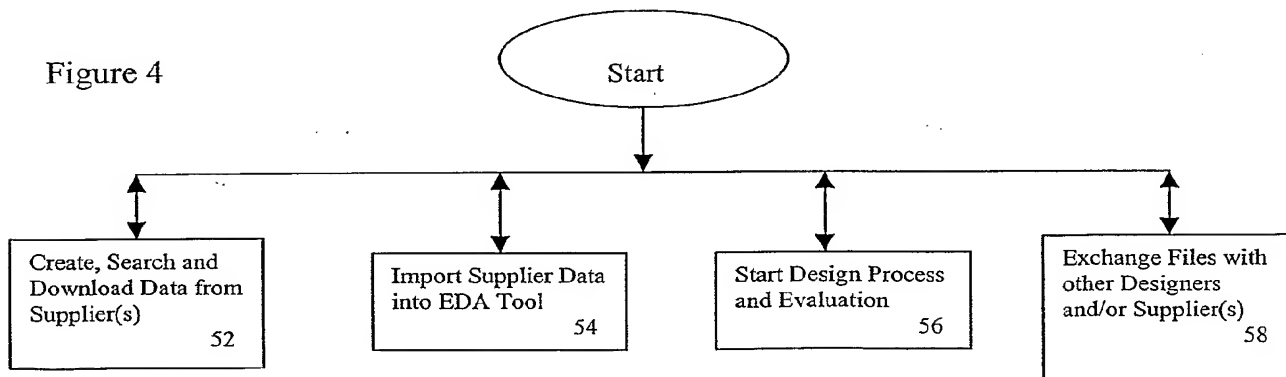 Figure 4
Start
Create, Search and
Download Data from
Supplier(s)
52
Import Supplier Data
into EDA Tool
54
Start Design Process
and Evaluation
56
Exchange Files with
other Designers
and/or Supplier(s)
58